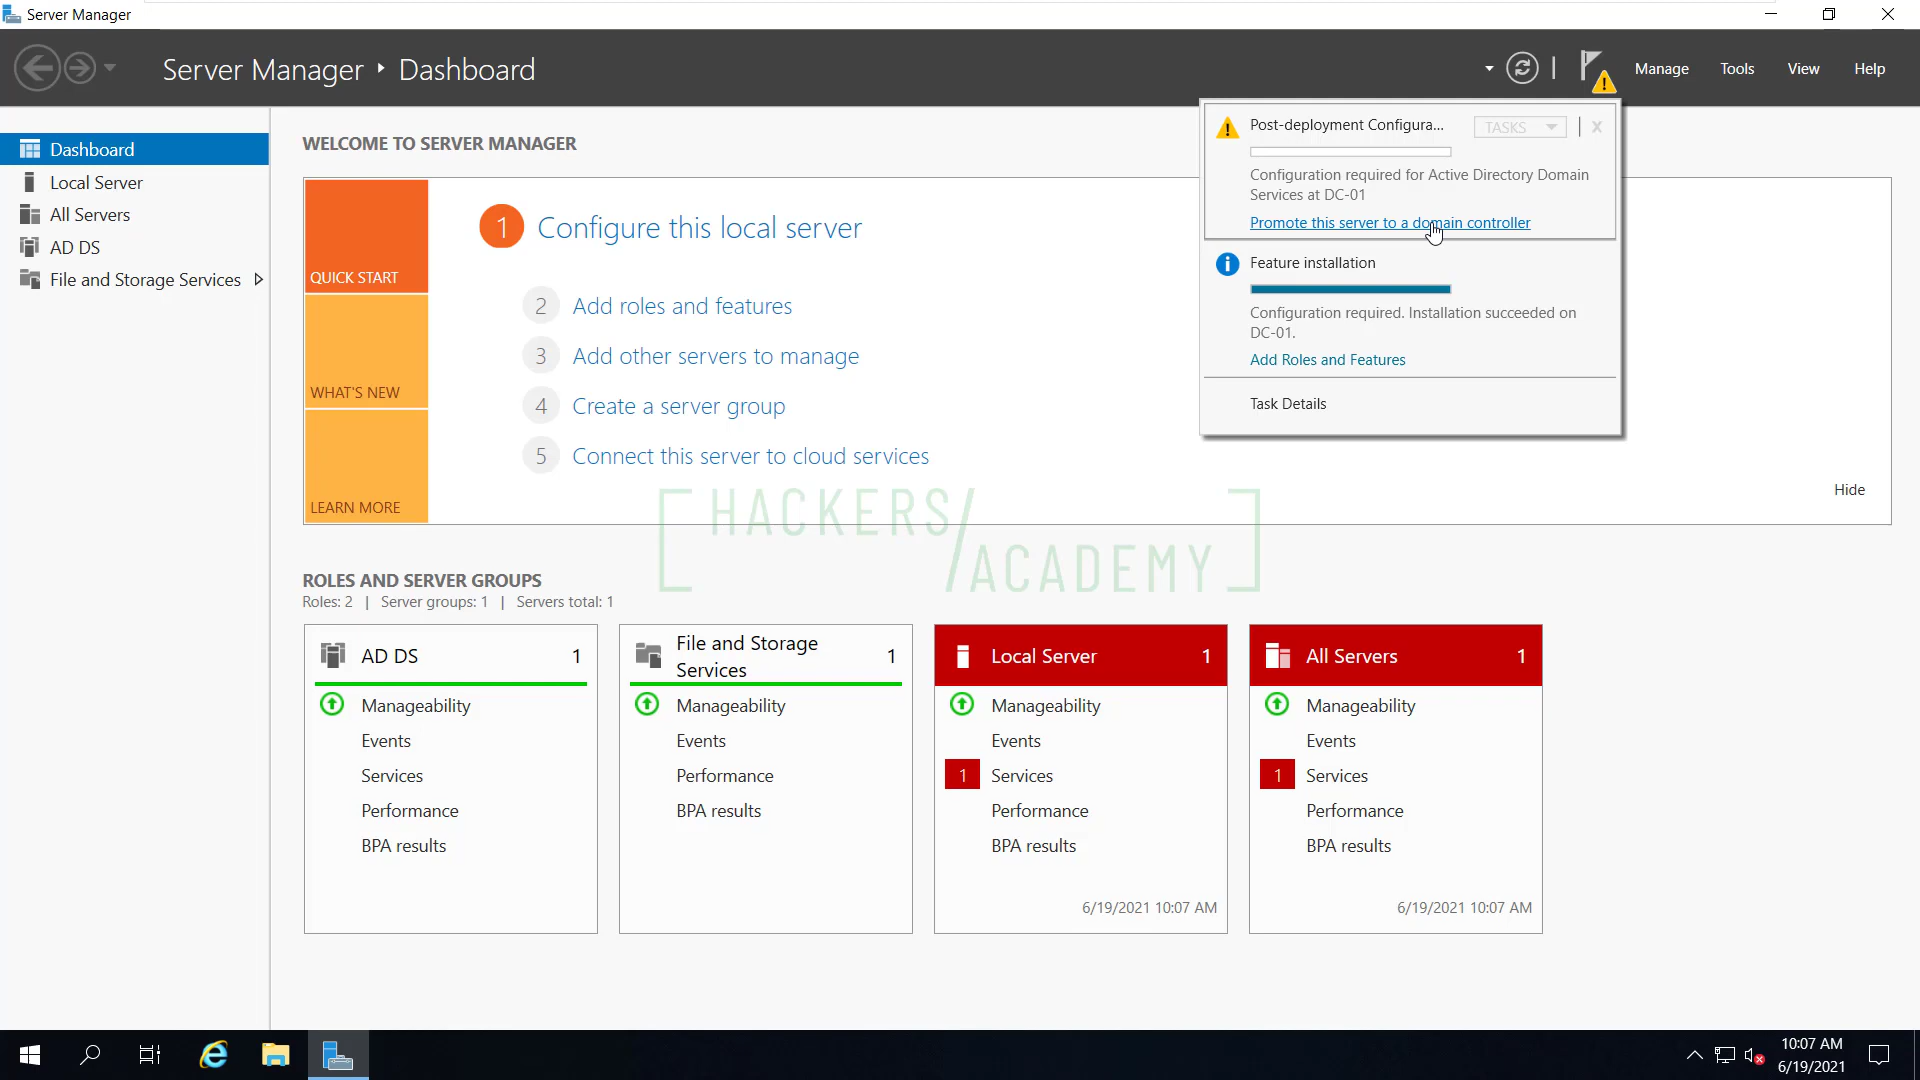 Server Manager
Server Manager ‣ Dashboard
Manage
Tools
View
Help
Dashboard
Local Server
All Servers
AD DS
File and Storage Services
WELCOME TO SERVER MANAGER
QUICK START
WHAT'S NEW
LEARN MORE
1 Configure this local server
2 Add roles and features
3 Add other servers to manage
4 Create a server group
5 Connect this server to cloud services
Hide
Post-deployment Configura...
TASKS
X
Configuration required for Active Directory Domain
Services at DC-01
Promote this server to a domain controller
Feature installation
Configuration required. Installation succeeded on
DC-01.
Add Roles and Features
Task Details
HACKERS/
ACADEMY
ROLES AND SERVER GROUPS
Roles: 2 | Server groups: 1 | Servers total: 1
AD DS 1
Manageability
Events
Services
Performance
BPA results
File and Storage
Services 1
Manageability
Events
Performance
BPA results
Local Server 1
Manageability
Events
1 Services
Performance
BPA results
6/19/2021 10:07 AM
All Servers 1
Manageability
Events
1 Services
Performance
BPA results
6/19/2021 10:07 AM
10:07 AM
6/19/2021